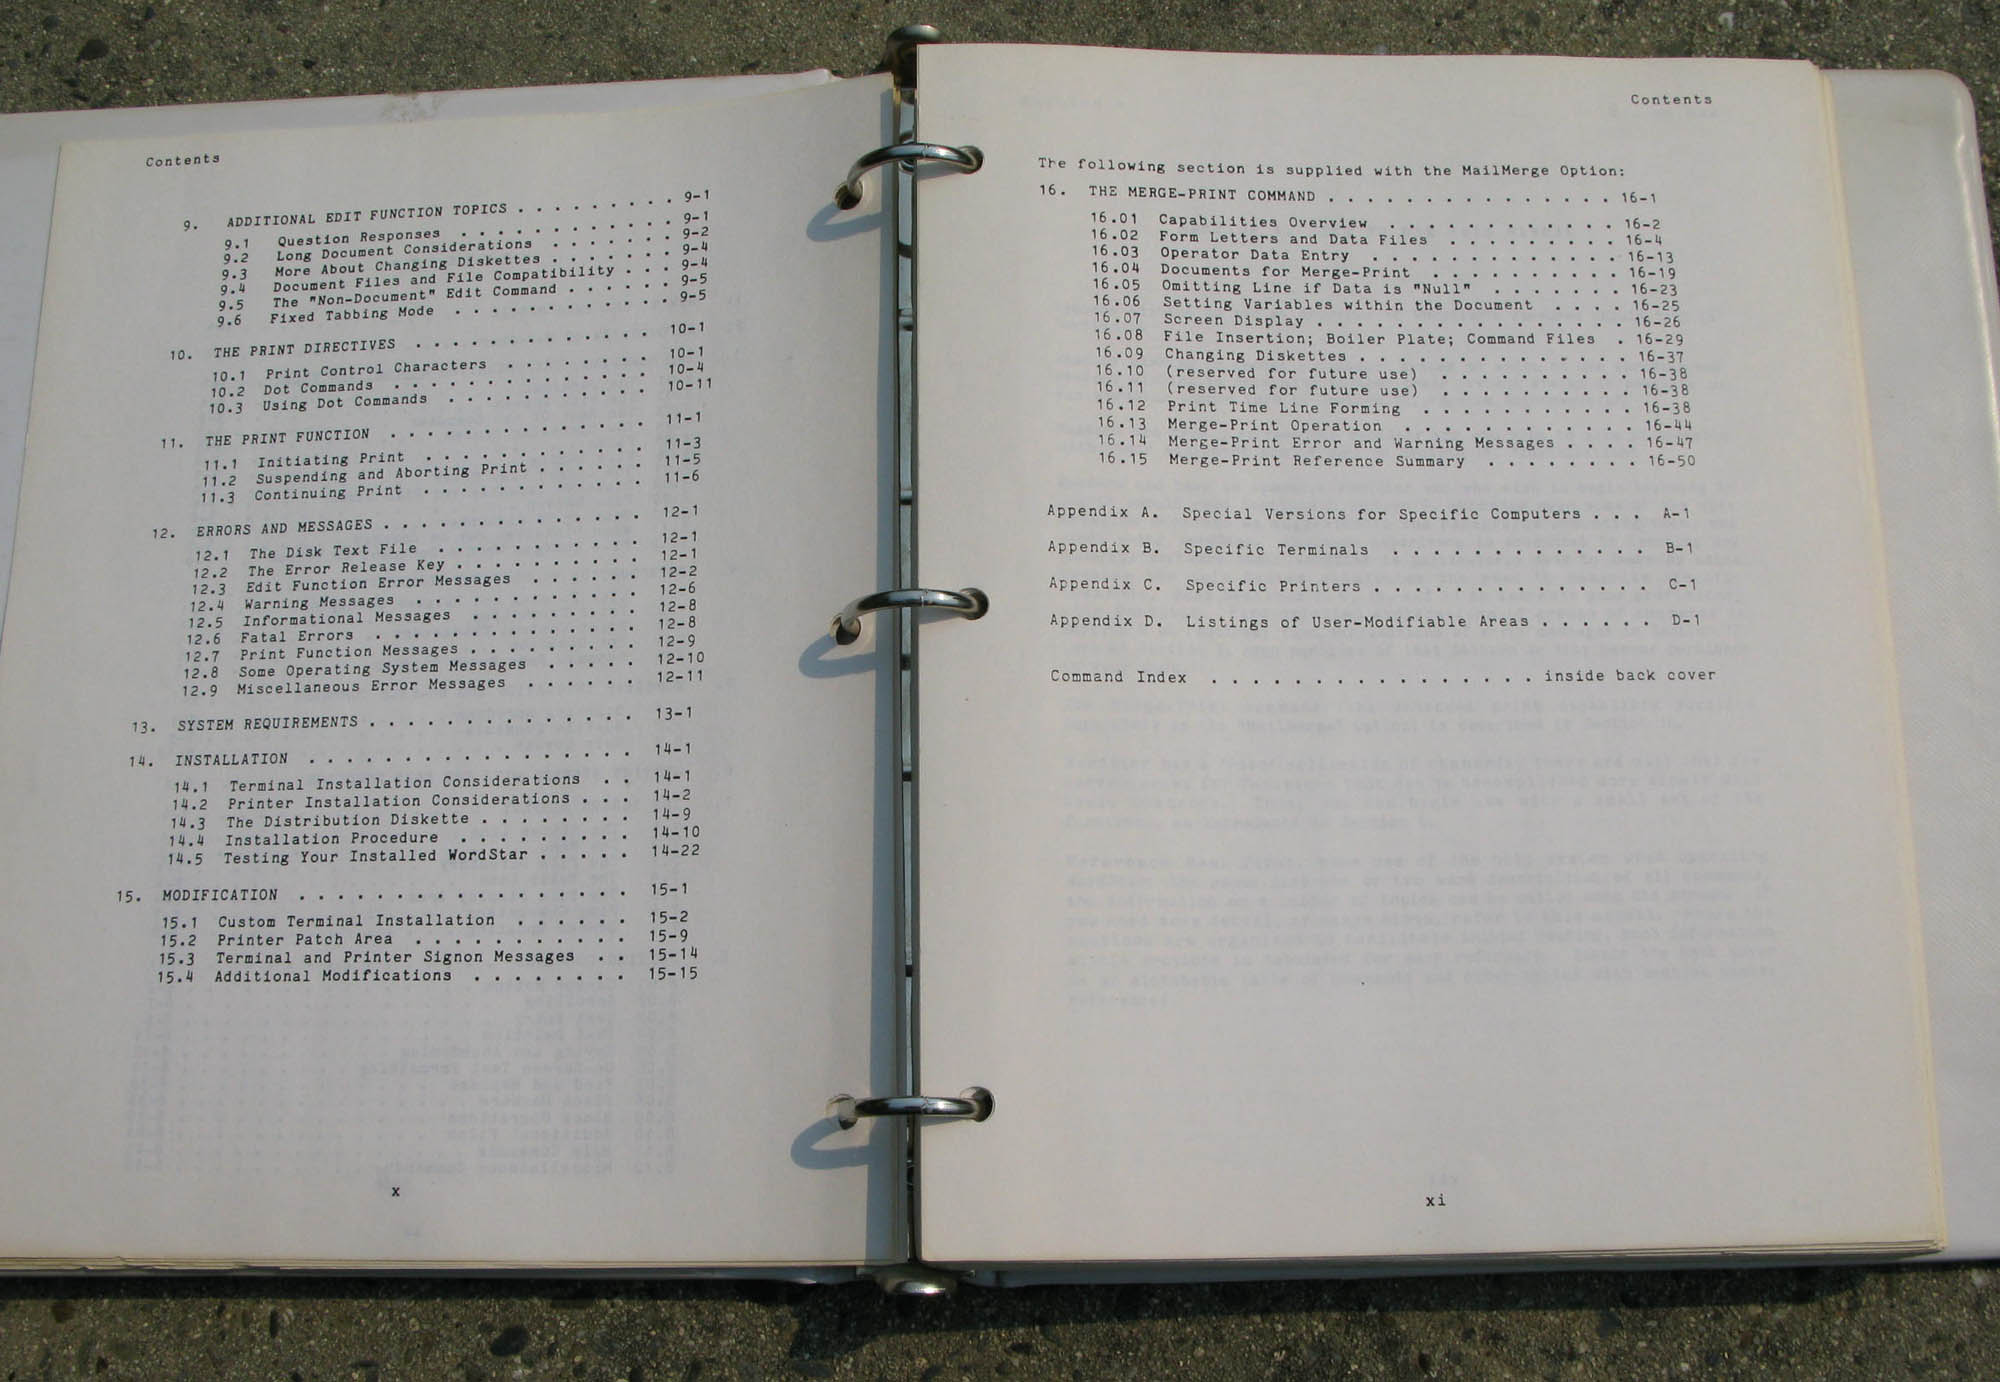 Contents
9. ADDITIONAL EDIT FUNCTION TOPICS . . . . . . . . . 9-1
9.1 Question Responses . . . . . . . . . . . . 9-1
9.2 Long Document Considerations . . . . . . . 9-2
9.3 More About Changing Diskettes . . . . . . . 9-4
9.4 Document Files and File Compatibility . . . 9-4
9.5 The "Non-Document" Edit Command . . . . . . 9-5
9.6 Fixed Tabbing Mode . . . . . . . . . . . . 9-5
10. THE PRINT DIRECTIVES . . . . . . . . . . . . . 10-1
10.1 Print Control Characters . . . . . . . . 10-1
10.2 Dot Commands . . . . . . . . . . . . . 10-4
10.3 Using Dot Commands . . . . . . . . . . . 10-11
11. THE PRINT FUNCTION . . . . . . . . . . . . . . 11-1
11.1 Initiating Print . . . . . . . . . . . . 11-3
11.2 Suspending and Aborting Print . . . . . . 11-5
11.3 Continuing Print . . . . . . . . . . . . 11-6
12. ERRORS AND MESSAGES . . . . . . . . . . . . . . 12-1
12.1 The Disk Text File . . . . . . . . . . . 12-1
12.2 The Error Release Key . . . . . . . . . . 12-1
12.3 Edit Function Error Messages . . . . . . 12-2
12.4 Warning Messages . . . . . . . . . . . . 12-6
12.5 Informational Messages . . . . . . . . . 12-8
12.6 Fatal Errors . . . . . . . . . . . . . . 12-8
12.7 Print Function Messages . . . . . . . . . 12-9
12.8 Some Operating System Messages . . . . . 12-10
12.9 Miscellaneous Error Messages . . . . . . 12-11
13. SYSTEM REQUIREMENTS . . . . . . . . . . . . . . 13-1
14. INSTALLATION . . . . . . . . . . . . . . . . . 14-1
14.1 Terminal Installation Considerations . . 14-1
14.2 Printer Installation Considerations . . . 14-2
14.3 The Distribution Diskette . . . . . . . . 14-9
14.4 Installation Procedure . . . . . . . . . 14-10
14.5 Testing Your Installed WordStar . . . . . 14-22
15. MODIFICATION . . . . . . . . . . . . . . . . . 15-1
15.1 Custom Terminal Installation . . . . . . 15-2
15.2 Printer Patch Area . . . . . . . . . . . 15-9
15.3 Terminal and Printer Signon Messages . . 15-14
15.4 Additional Modifications . . . . . . . . 15-15
x
Contents
The following section is supplied with the MailMerge Option:
16. THE MERGE-PRINT COMMAND . . . . . . . . . . . . . . . 16-1
16.01 Capabilities Overview . . . . . . . . . . . . 16-2
16.02 Form Letters and Data Files . . . . . . . . . 16-4
16.03 Operator Data Entry . . . . . . . . . . . . . 16-13
16.04 Documents for Merge-Print . . . . . . . . . . 16-19
16.05 Omitting Line if Data is "Null" . . . . . . . 16-23
16.06 Setting Variables within the Document . . . . 16-25
16.07 Screen Display . . . . . . . . . . . . . . . . 16-26
16.08 File Insertion; Boiler Plate; Command Files . 16-29
16.09 Changing Diskettes . . . . . . . . . . . . . . 16-37
16.10 (reserved for future use) . . . . . . . . . . 16-38
16.11 (reserved for future use) . . . . . . . . . . 16-38
16.12 Print Time Line Forming . . . . . . . . . . . 16-38
16.13 Merge-Print Operation . . . . . . . . . . . . 16-44
16.14 Merge-Print Error and Warning Messages . . . . 16-47
16.15 Merge-Print Reference Summary . . . . . . . . 16-50
Appendix A. Special Versions for Specific Computers . . . A-1
Appendix B. Specific Terminals . . . . . . . . . . . . . B-1
Appendix C. Specific Printers . . . . . . . . . . . . . . C-1
Appendix D. Listings of User-Modifiable Areas . . . . . . D-1
Command Index . . . . . . . . . . . . . . . . . inside back cover
xi